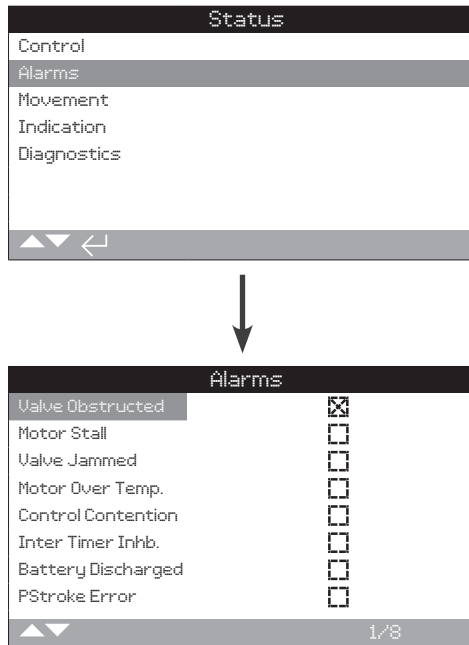 Status
Control
Alarms
Movement
Indication
Diagnostics
Alarms
Valve Obstructed
Motor Stall
Valve Jammed
Motor Over Temp.
Control Contention
Inter Timer Inhb.
Battery Discharged
PStroke Error
1/8